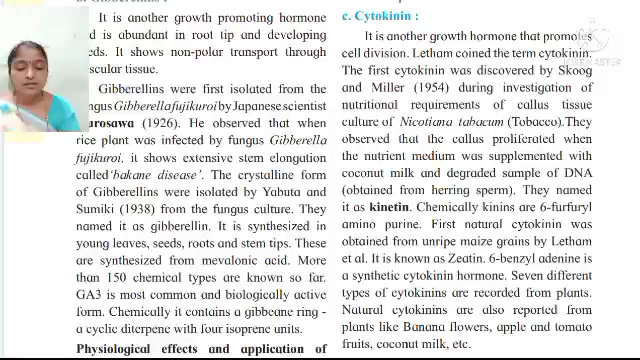 It is another growth promoting hormone
is abundant in root tip and developing
It shows non-polar transport through
tissue.
Gibberellins were first isolated from the
Gibberella fujikuroi by Japanese scientist
(1926). He observed that when
rice plant was infected by fungus Gibberella
fujikuroi, it shows extensive stem elongation
called 'bakane disease'. The crystalline form
of Gibberellins were isolated by Yabuta and
Sumiki (1938) from the fungus culture. They
named it as gibberellin. It is synthesized in
young leaves, seeds, roots and stem tips. These
are synthesized from mevalonic acid. More
than 150 chemical types are known so far.
GA3 is most common and biologically active
form. Chemically it contains a gibbeane ring -
a cyclic diterpene with four isoprene units.
Physiological effects and application of
c. Cytokinin :
It is another growth hormone that promotes
cell division. Letham coined the term cytokinin.
The first cytokinin was discovered by Skoog
and Miller (1954) during investigation of
nutritional requirements of callus tissue
culture of Nicotiana tabacum (Tobacco).They
observed that the callus proliferated when
the nutrient medium was supplemented with
coconut milk and degraded sample of DNA
(obtained from herring sperm). They named
it as kinetin. Chemically kinins are 6-furfuryl
amino purine. First natural cytokinin was
obtained from unripe maize grains by Letham
et al. It is known as Zeatin. 6-benzyl adenine is
a synthetic cytokinin hormone. Seven different
types of cytokinins are recorded from plants.
Natural cytokinins are also reported from
plants like Banana flowers, apple and tomato
fruits, coconut milk, etc.